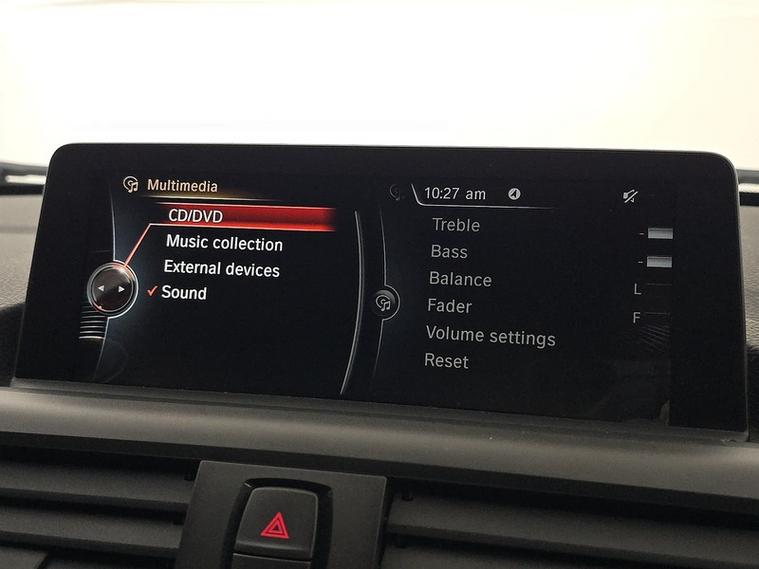 Multimedia
CD/DVD
Music collection
External devices
Sound
10:27 am
Treble
-
Bass
-
Balance
L
Fader
F
Volume settings
Reset